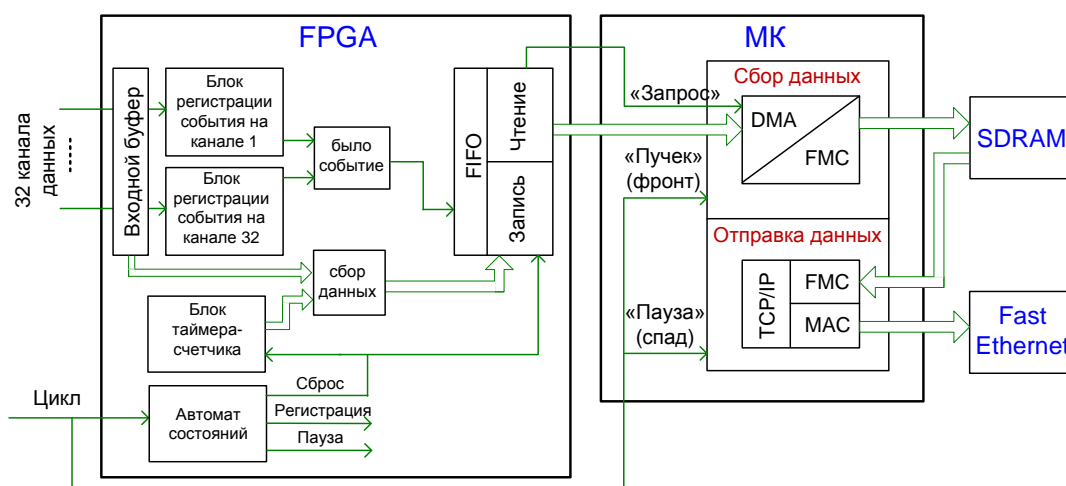 FPGA
МК
32 канала
данных
Входной буфер
Блок
регистрации
события на
канале 1
Блок
регистрации
события на
канале 32
было
событие
FIFO
Чтение
Запись
сбор
данных
Блок
таймера-
счетчика
Цикл
Автомат
состояний
Сброс
Регистрация
Пауза
«Запрос»
«Пучек»
(фронт)
«Пауза»
(спад)
Сбор данных
DMA
FMC
Отправка данных
TCP/IP
FMC
MAC
SDRAM
Fast
Ethernet